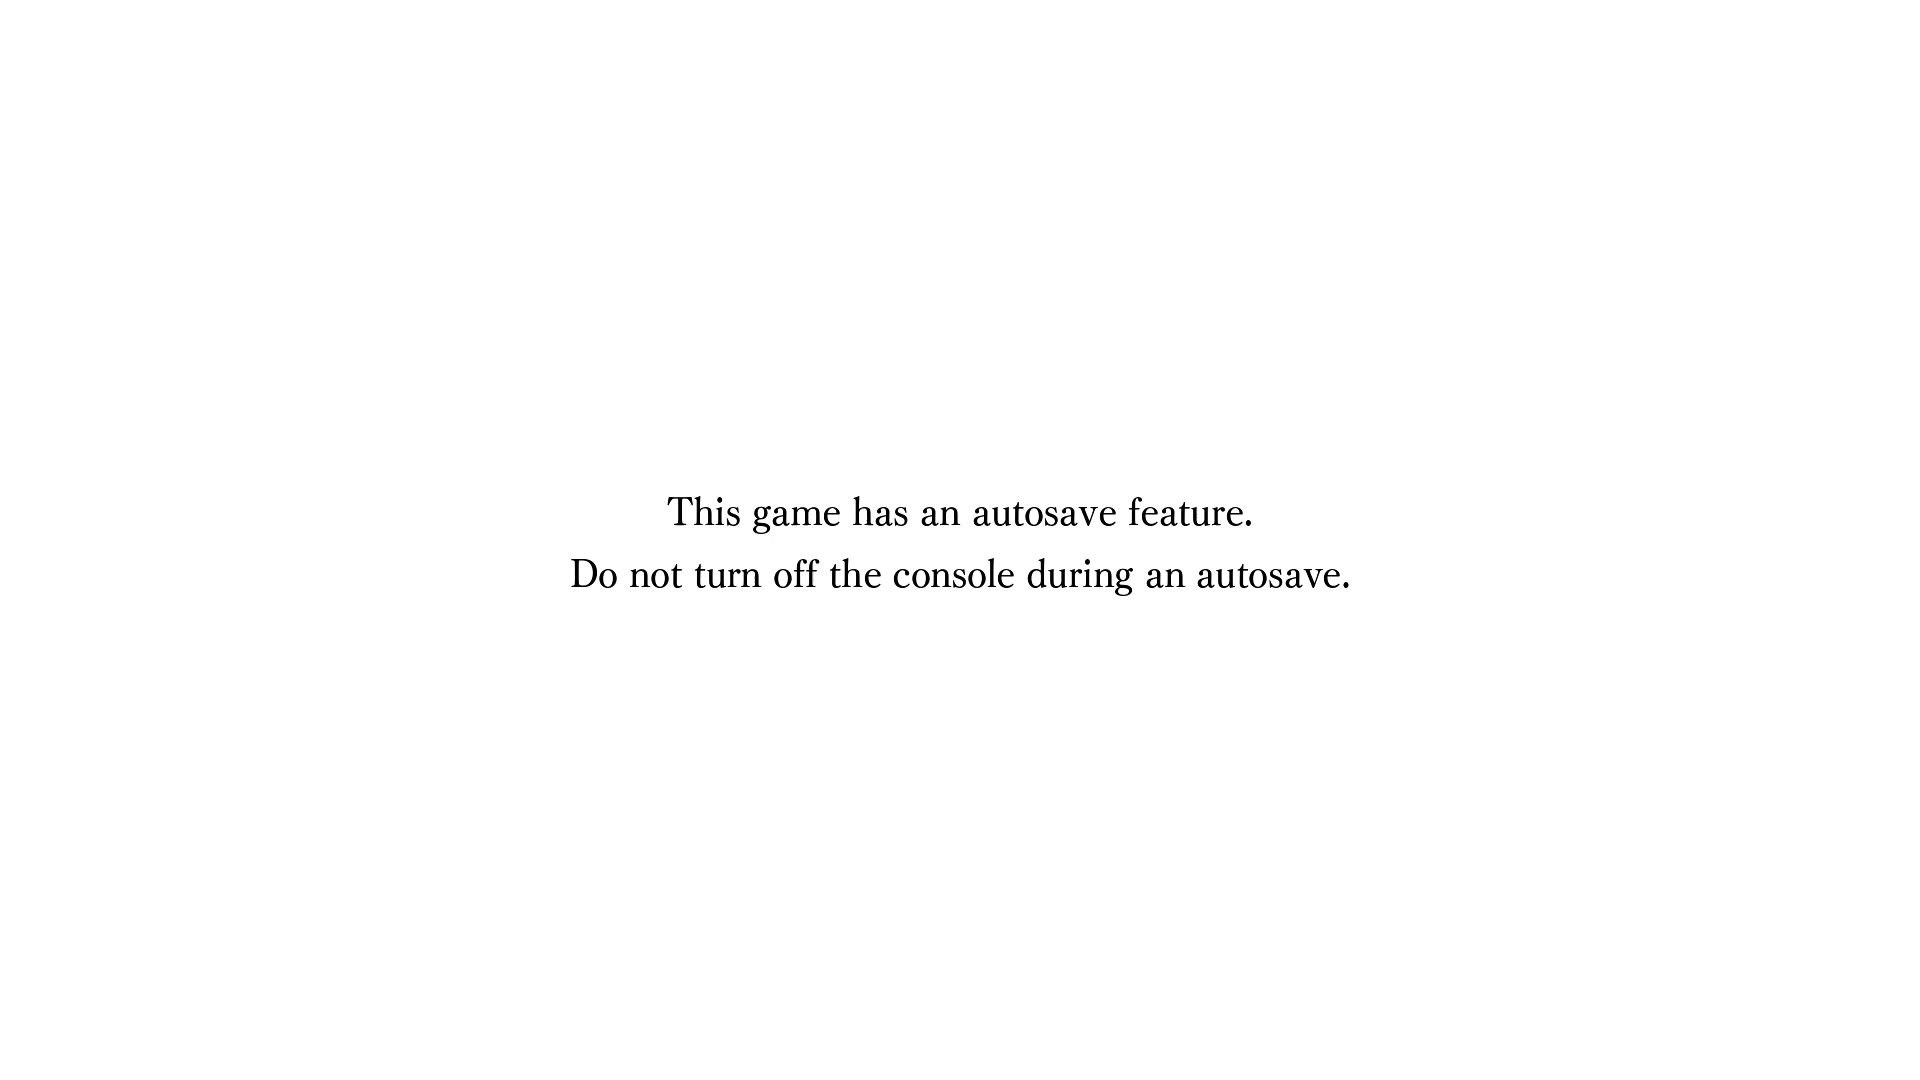 This game has an autosave feature.
Do not turn off the console during an autosave.